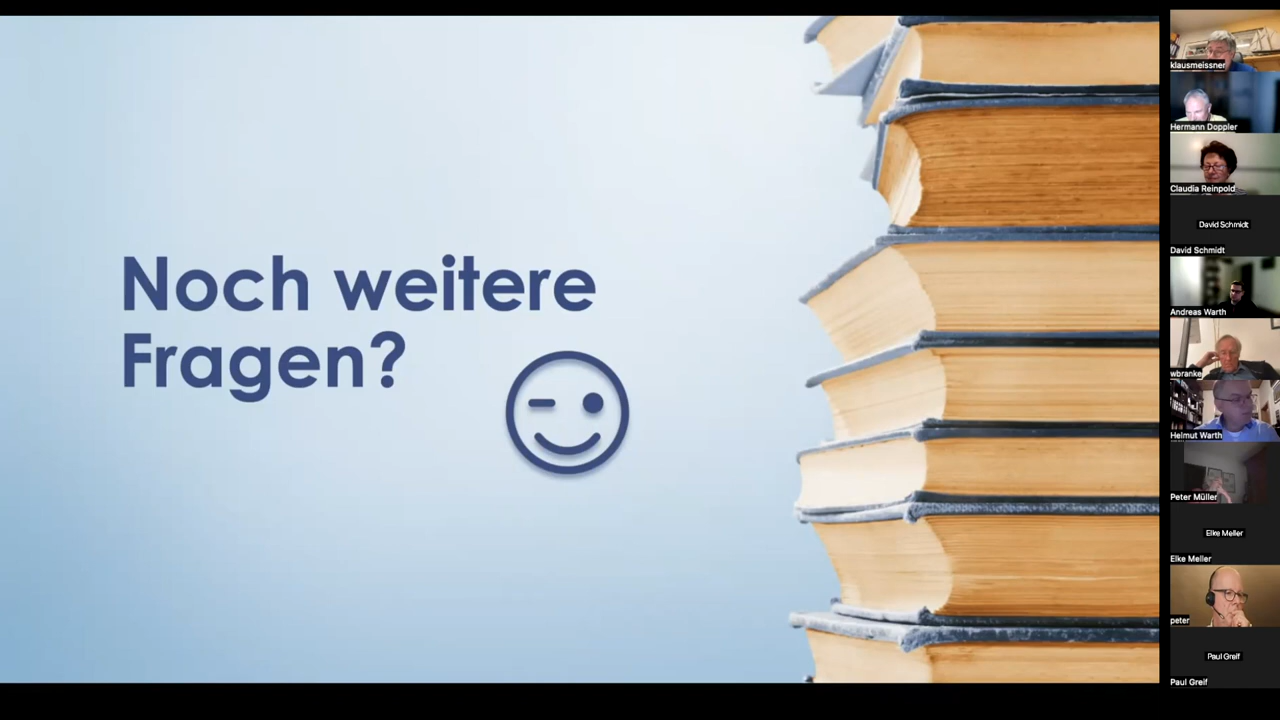 Noch weitere
Fragen?
klausmeissner
Hermann Doppler
Claudia Reinpold
David Schmidt
David Schmidt
Andreas Warth
wbranke
Helmut Warth
Peter Müller
Elke Meller
Elke Meller
peter
Paul Greif
Paul Greif